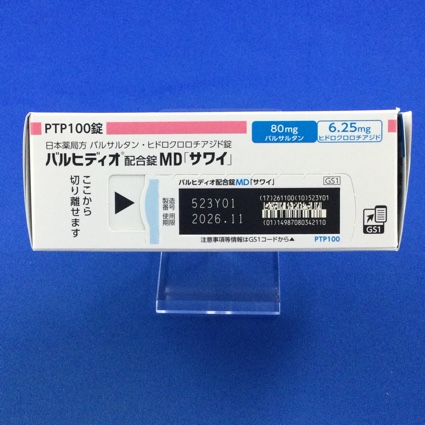 PTP100錠
80mg
バルサルタン
6.25mg
ヒドロクロロチアジド
日本薬局方 バルサルタン・ヒドロクロロチアジド錠
バルヒディオ®配合錠MD「サワイ」
ここから
切り離せます
バルヒディオ配合錠MD「サワイ」
GS1
製造番号 523Y01
使用期限 2026.11
(17)261100(10)523Y01
(01)14987080342110
注意事項等情報はGS1コードから▲
PTP100
GS1